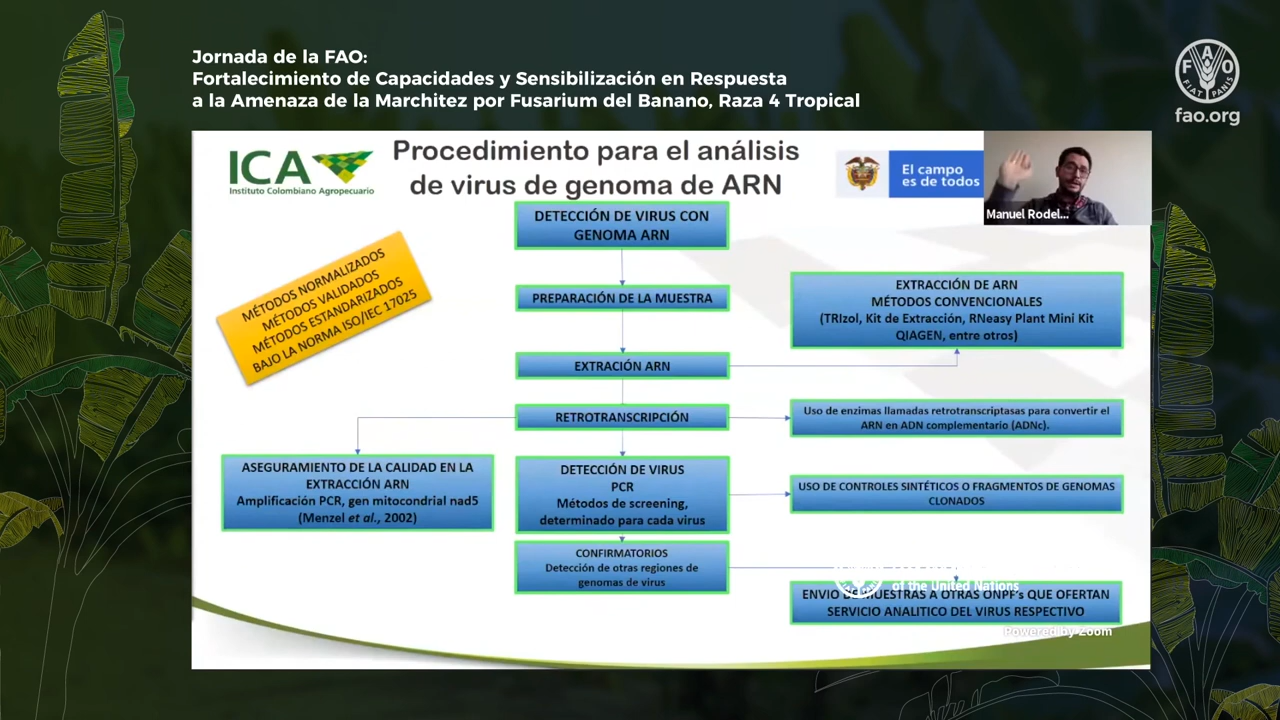 Jornada de la FAO:
Fortalecimiento de Capacidades y Sensibilización en Respuesta
a la Amenaza de la Marchitez por Fusarium del Banano, Raza 4 Tropical
FAO
FIAT PANIS
fao.org
ICA
Instituto Colombiano Agropecuario
Procedimiento para el análisis
de virus de genoma de ARN
El campo
es de todos
Manuel Rodel...
MÉTODOS NORMALIZADOS
MÉTODOS VALIDADOS
MÉTODOS ESTANDARIZADOS
BAJO LA NORMA ISO/IEC 17025
DETECCIÓN DE VIRUS CON
GENOMA ARN
PREPARACIÓN DE LA MUESTRA
EXTRACCIÓN DE ARN
MÉTODOS CONVENCIONALES
(TRIzol, Kit de Extracción, RNeasy Plant Mini Kit
QIAGEN, entre otros)
EXTRACCIÓN ARN
RETROTRANSCRIPCIÓN
Uso de enzimas llamadas retrotranscriptasas para convertir el
ARN en ADN complementario (ADNc).
ASEGURAMIENTO DE LA CALIDAD EN LA
EXTRACCIÓN ARN
Amplificación PCR, gen mitocondrial nad5
(Menzel et al., 2002)
DETECCIÓN DE VIRUS
PCR
Métodos de screening,
determinado para cada virus
USO DE CONTROLES SINTÉTICOS O FRAGMENTOS DE GENOMAS
CLONADOS
CONFIRMATORIOS
Detección de otras regiones de
genomas de virus
of the United Nations
ENVIO DE MUESTRAS A OTRAS ONPF's QUE OFERTAN
SERVICIO ANALITICO DEL VIRUS RESPECTIVO
Powered by Zoom